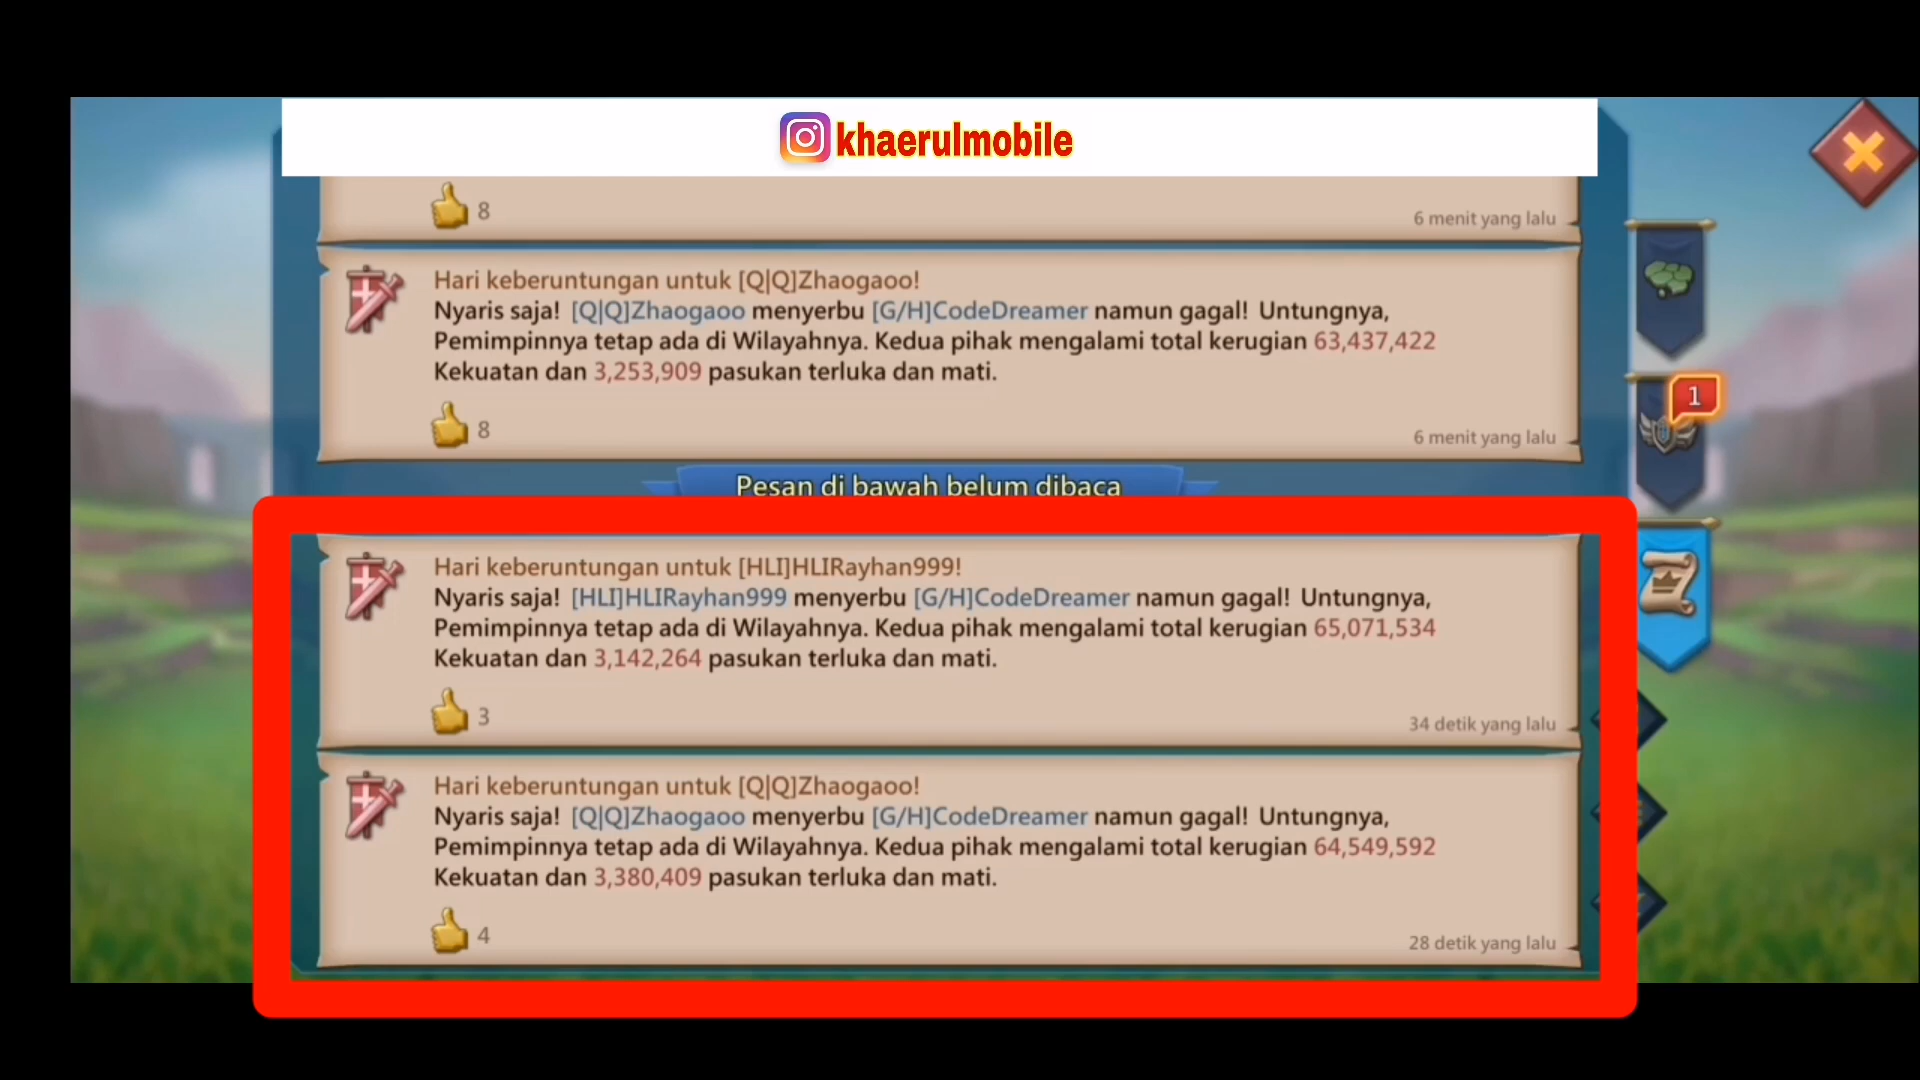 khaerulmobile
8
6 menit yang lalu
Hari keberuntungan untuk [Q|Q]Zhaogaoo!
Nyaris saja! [Q|Q]Zhaogaoo menyerbu [G/H]CodeDreamer namun gagal! Untungnya,
Pemimpinnya tetap ada di Wilayahnya. Kedua pihak mengalami total kerugian 63,437,422
Kekuatan dan 3,253,909 pasukan terluka dan mati.
8
6 menit yang lalu
1
Pesan di bawah belum dibaca
Hari keberuntungan untuk [HLI]HLIRayhan999!
Nyaris saja! [HLI]HLIRayhan999 menyerbu [G/H]CodeDreamer namun gagal! Untungnya,
Pemimpinnya tetap ada di Wilayahnya. Kedua pihak mengalami total kerugian 65,071,534
Kekuatan dan 3,142,264 pasukan terluka dan mati.
3
34 detik yang lalu
Hari keberuntungan untuk [Q|Q]Zhaogaoo!
Nyaris saja! [Q|Q]Zhaogaoo menyerbu [G/H]CodeDreamer namun gagal! Untungnya,
Pemimpinnya tetap ada di Wilayahnya. Kedua pihak mengalami total kerugian 64,549,592
Kekuatan dan 3,380,409 pasukan terluka dan mati.
4
28 detik yang lalu